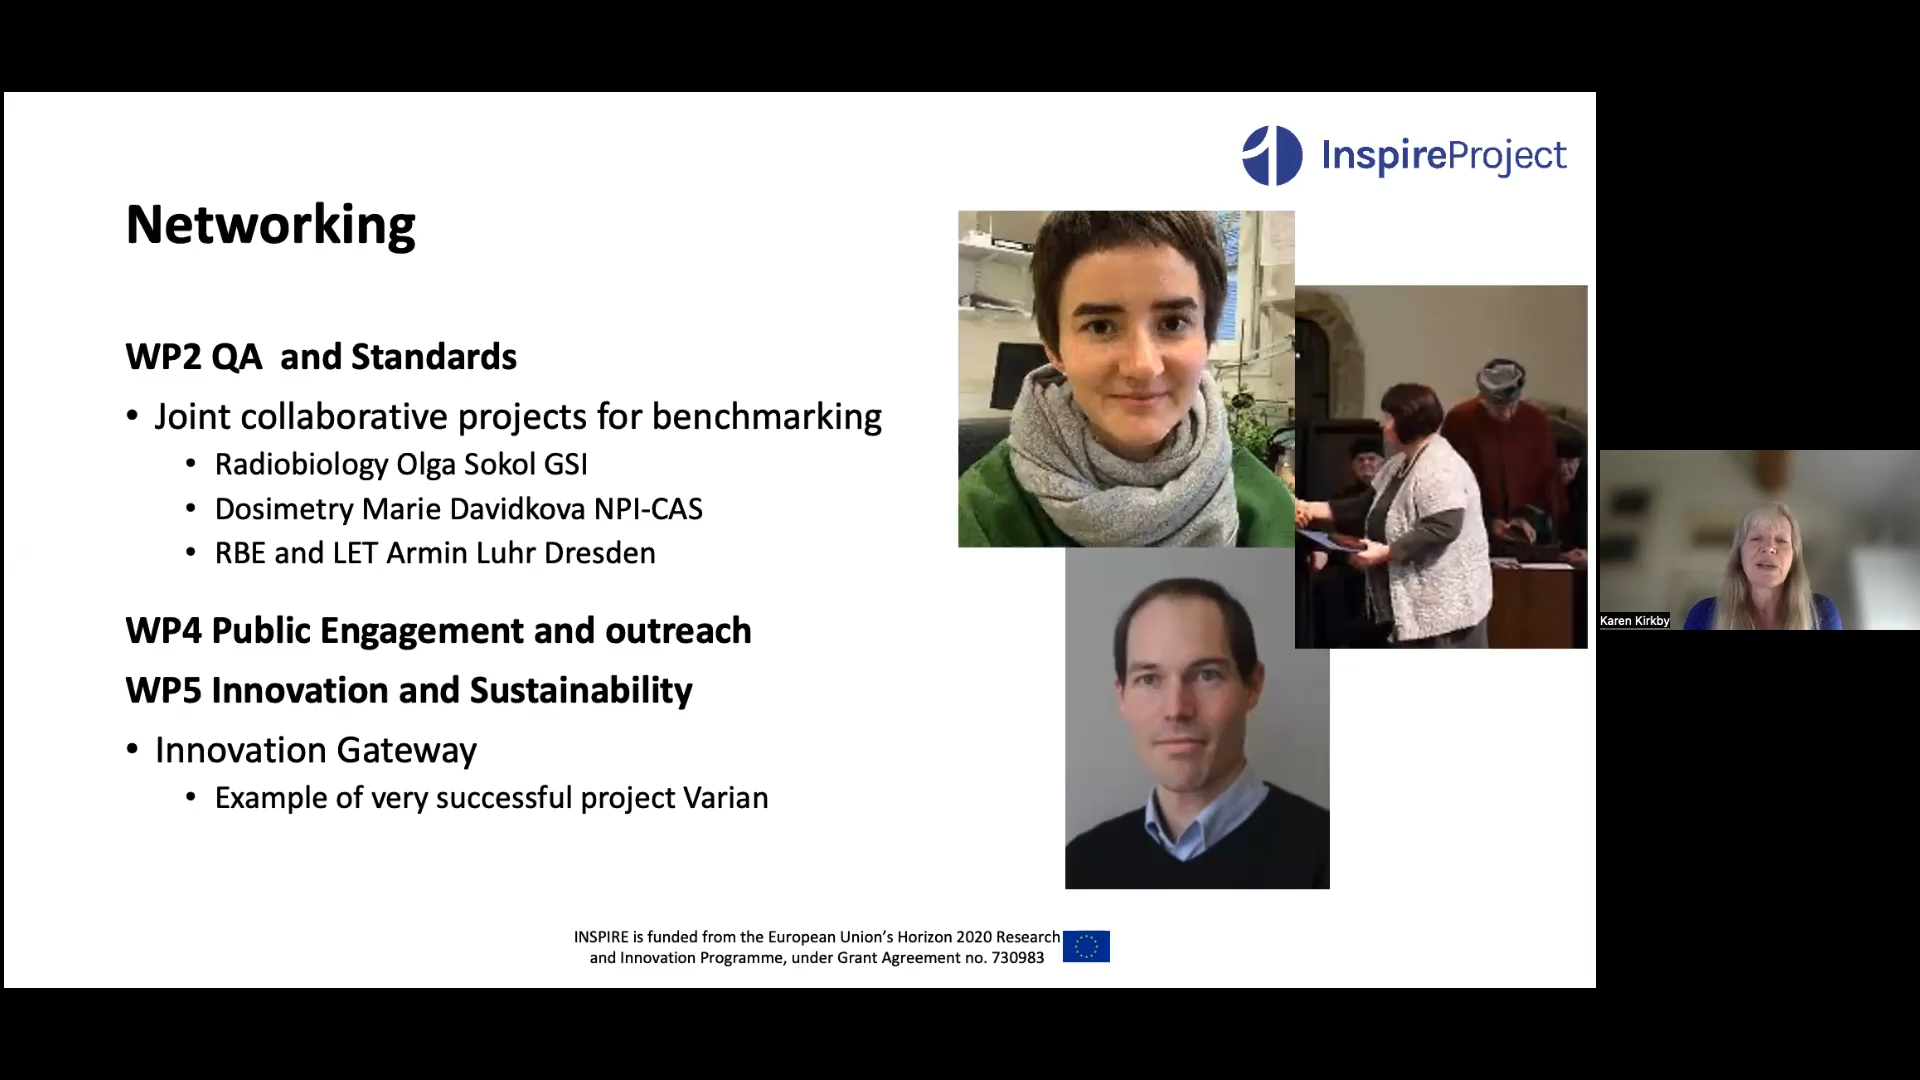 InspireProject
Networking
WP2 QA  and Standards
• Joint collaborative projects for benchmarking
• Radiobiology Olga Sokol GSI
• Dosimetry Marie Davidkova NPI-CAS
• RBE and LET Armin Luhr Dresden
WP4 Public Engagement and outreach
WP5 Innovation and Sustainability
• Innovation Gateway
• Example of very successful project Varian
INSPIRE is funded from the European Union’s Horizon 2020 Research
and Innovation Programme, under Grant Agreement no. 730983
Karen Kirkby